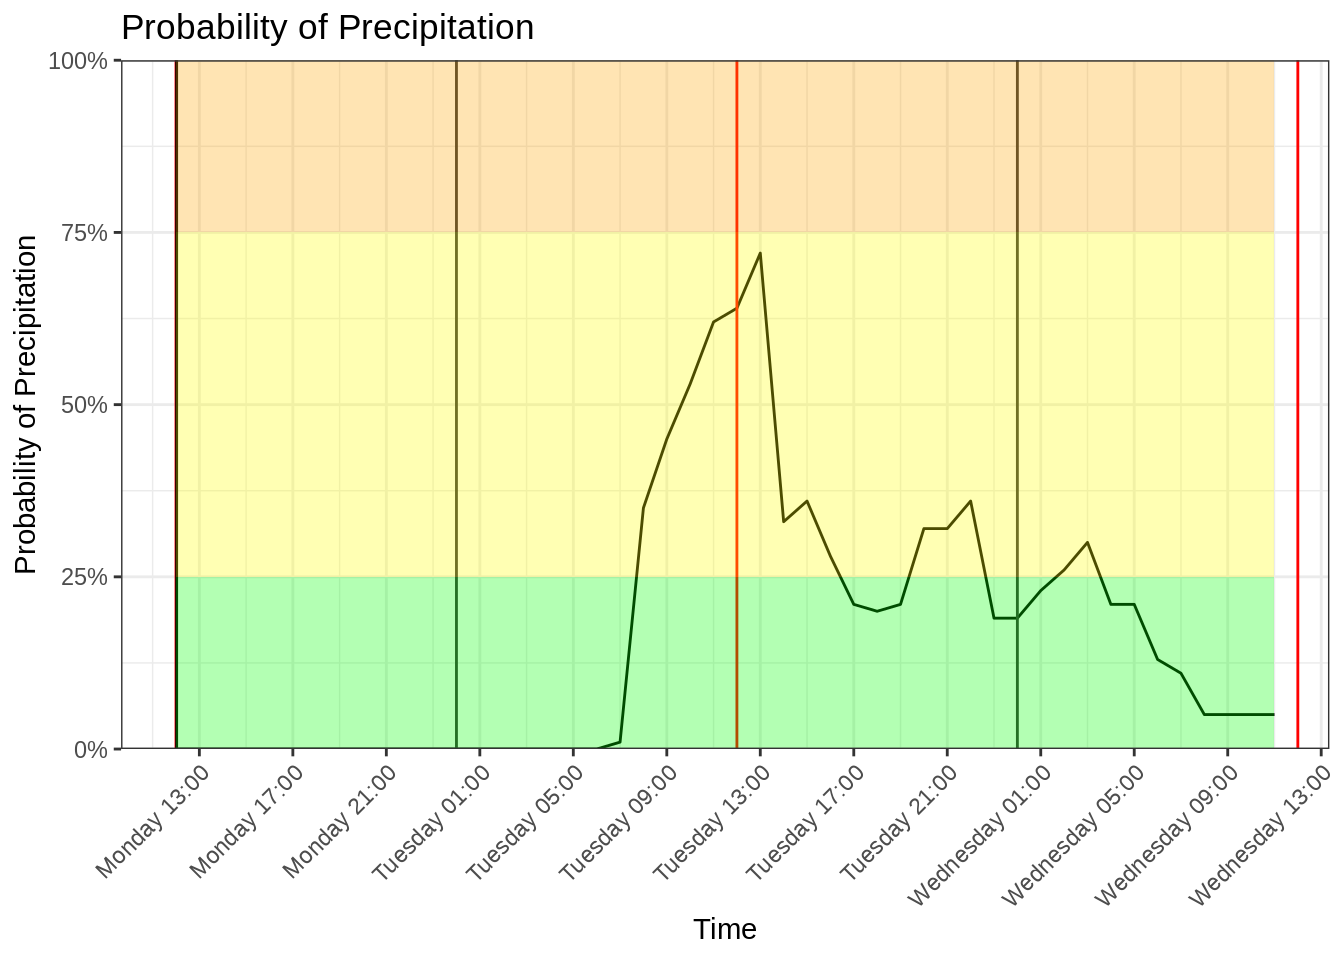 Probability of Precipitation
Probability of Precipitation
100%
75%
50%
25%
0%
Monday 13:00
Monday 17:00
Monday 21:00
Tuesday 01:00
Tuesday 05:00
Tuesday 09:00
Tuesday 13:00
Tuesday 17:00
Tuesday 21:00
Wednesday 01:00
Wednesday 05:00
Wednesday 09:00
Wednesday 13:00
Time